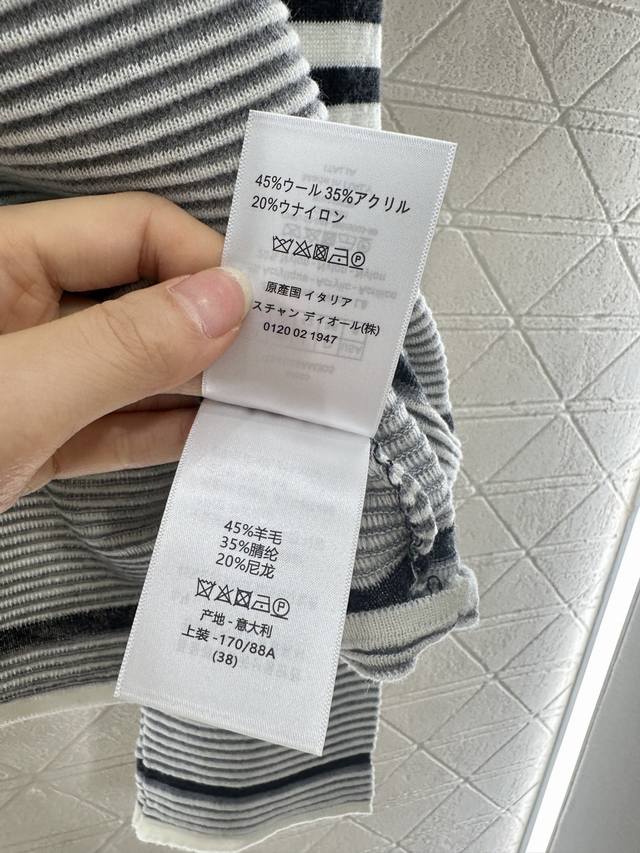 45%ウール 35%アクリル
20%ウナイロン
原産国 イタリア
スチャン ディオール(株)
0120 02 1947
45%羊毛
35%腈纶
20%尼龙
产地 - 意大利
上装 -170/88A
(38)